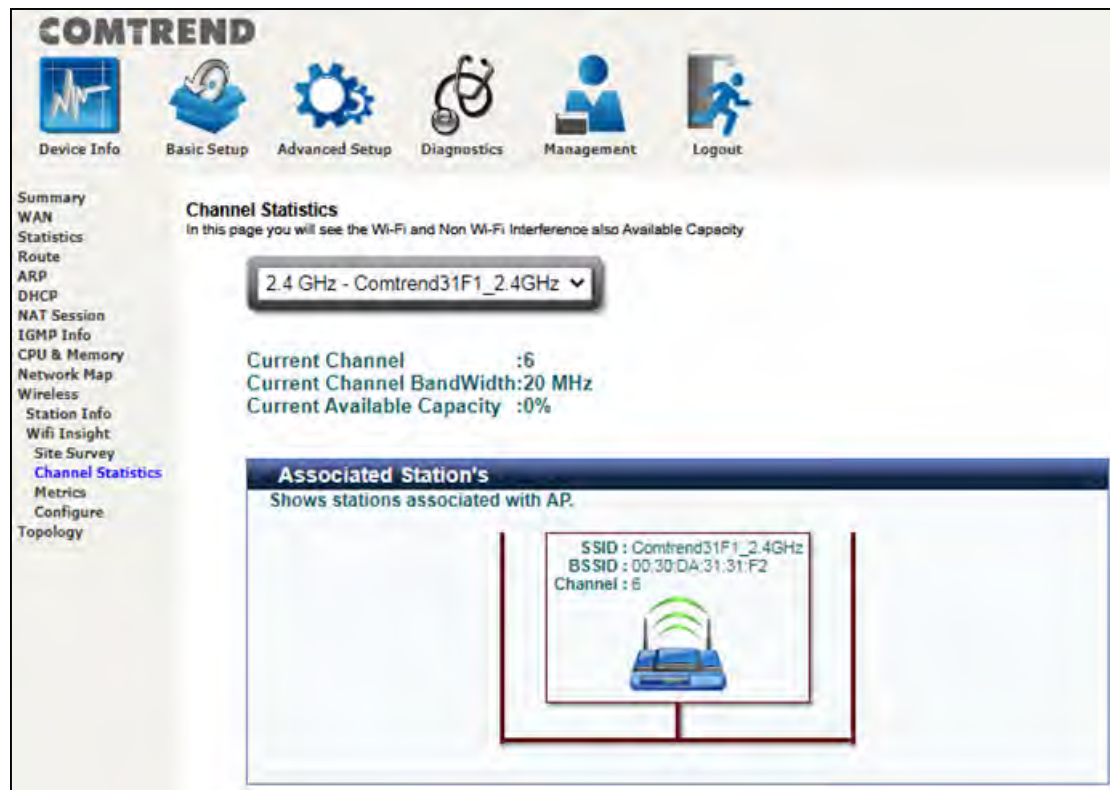 COMTREND
Device Info
Basic Setup
Advanced Setup
Diagnostics
Management
Logout
Summary
WAN
Statistics
Route
ARP
DHCP
NAT Session
IGMP Info
CPU & Memory
Network Map
Wireless
Station Info
Wifi Insight
Site Survey
Channel Statistics
Metrics
Configure
Topology
Channel Statistics
In this page you will see the Wi-Fi and Non Wi-Fi Interference also Available Capacity
2.4 GHz - Comtrend31F1_2.4GHz
Current Channel :6
Current Channel BandWidth:20 MHz
Current Available Capacity :0%
Associated Station's
Shows stations associated with AP.
SSID : Comtrend31F1_2.4GHz
BSSID : 00:30:DA:31:31:F2
Channel : 6